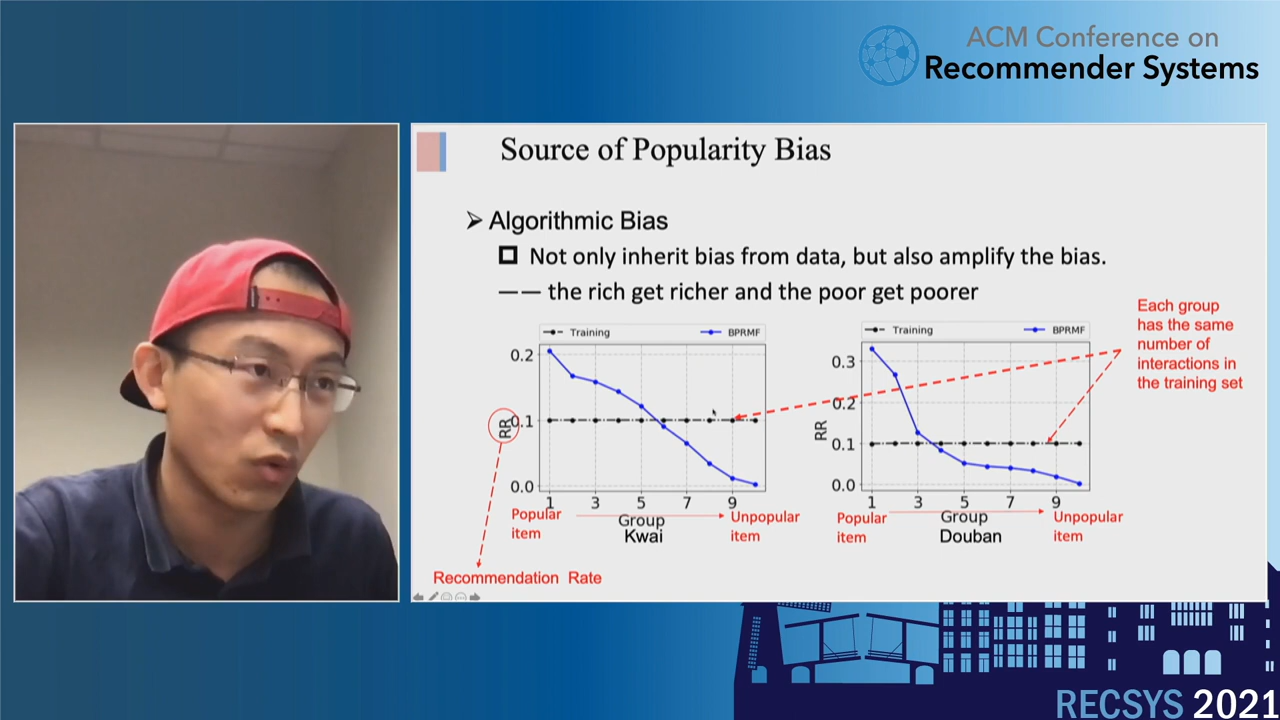 ACM Conference on
Recommender Systems
Source of Popularity Bias
➢ Algorithmic Bias
Not only inherit bias from data, but also amplify the bias.
—— the rich get richer and the poor get poorer
Each group
has the same
number of
interactions in
the training set
Training BPRMF
0.2
0.1
0.0
RR
1 3 5 7 9
Popular
item
Group
Kwai
Unpopular
item
Recommendation Rate
Training BPRMF
0.3
0.2
0.1
0.0
RR
1 3 5 7 9
Popular
item
Group
Douban
Unpopular
item
RECSYS 2021